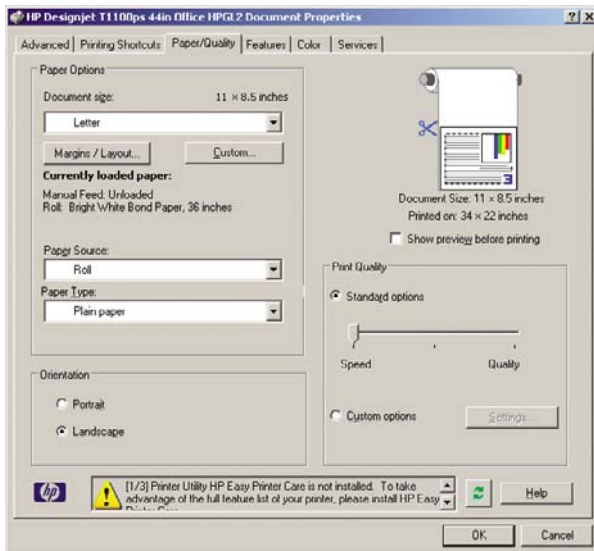 HP Designjet T1100ps 44in Office HPGL2 Document Properties
Advanced Printing Shortcuts Paper/Quality Features Color Services
Paper Options
Document size: 11 × 8.5 inches
Letter
Margins / Layout... Custom...
Currently loaded paper:
Manual Feed: Unloaded
Roll: Bright White Bond Paper, 36 inches
Paper Source:
Roll
Paper Type:
Plain paper
Orientation
Portrait
Landscape
3
Document Size: 11 × 8.5 inches
Printed on: 34 × 22 inches
Show preview before printing
Print Quality
Standard options
Speed Quality
Custom options Settings...
hp
[1/3] Printer Utility HP Easy Printer Care is not installed. To take
advantage of the full feature list of your printer, please install HP Easy
Printer Care
Help
OK Cancel